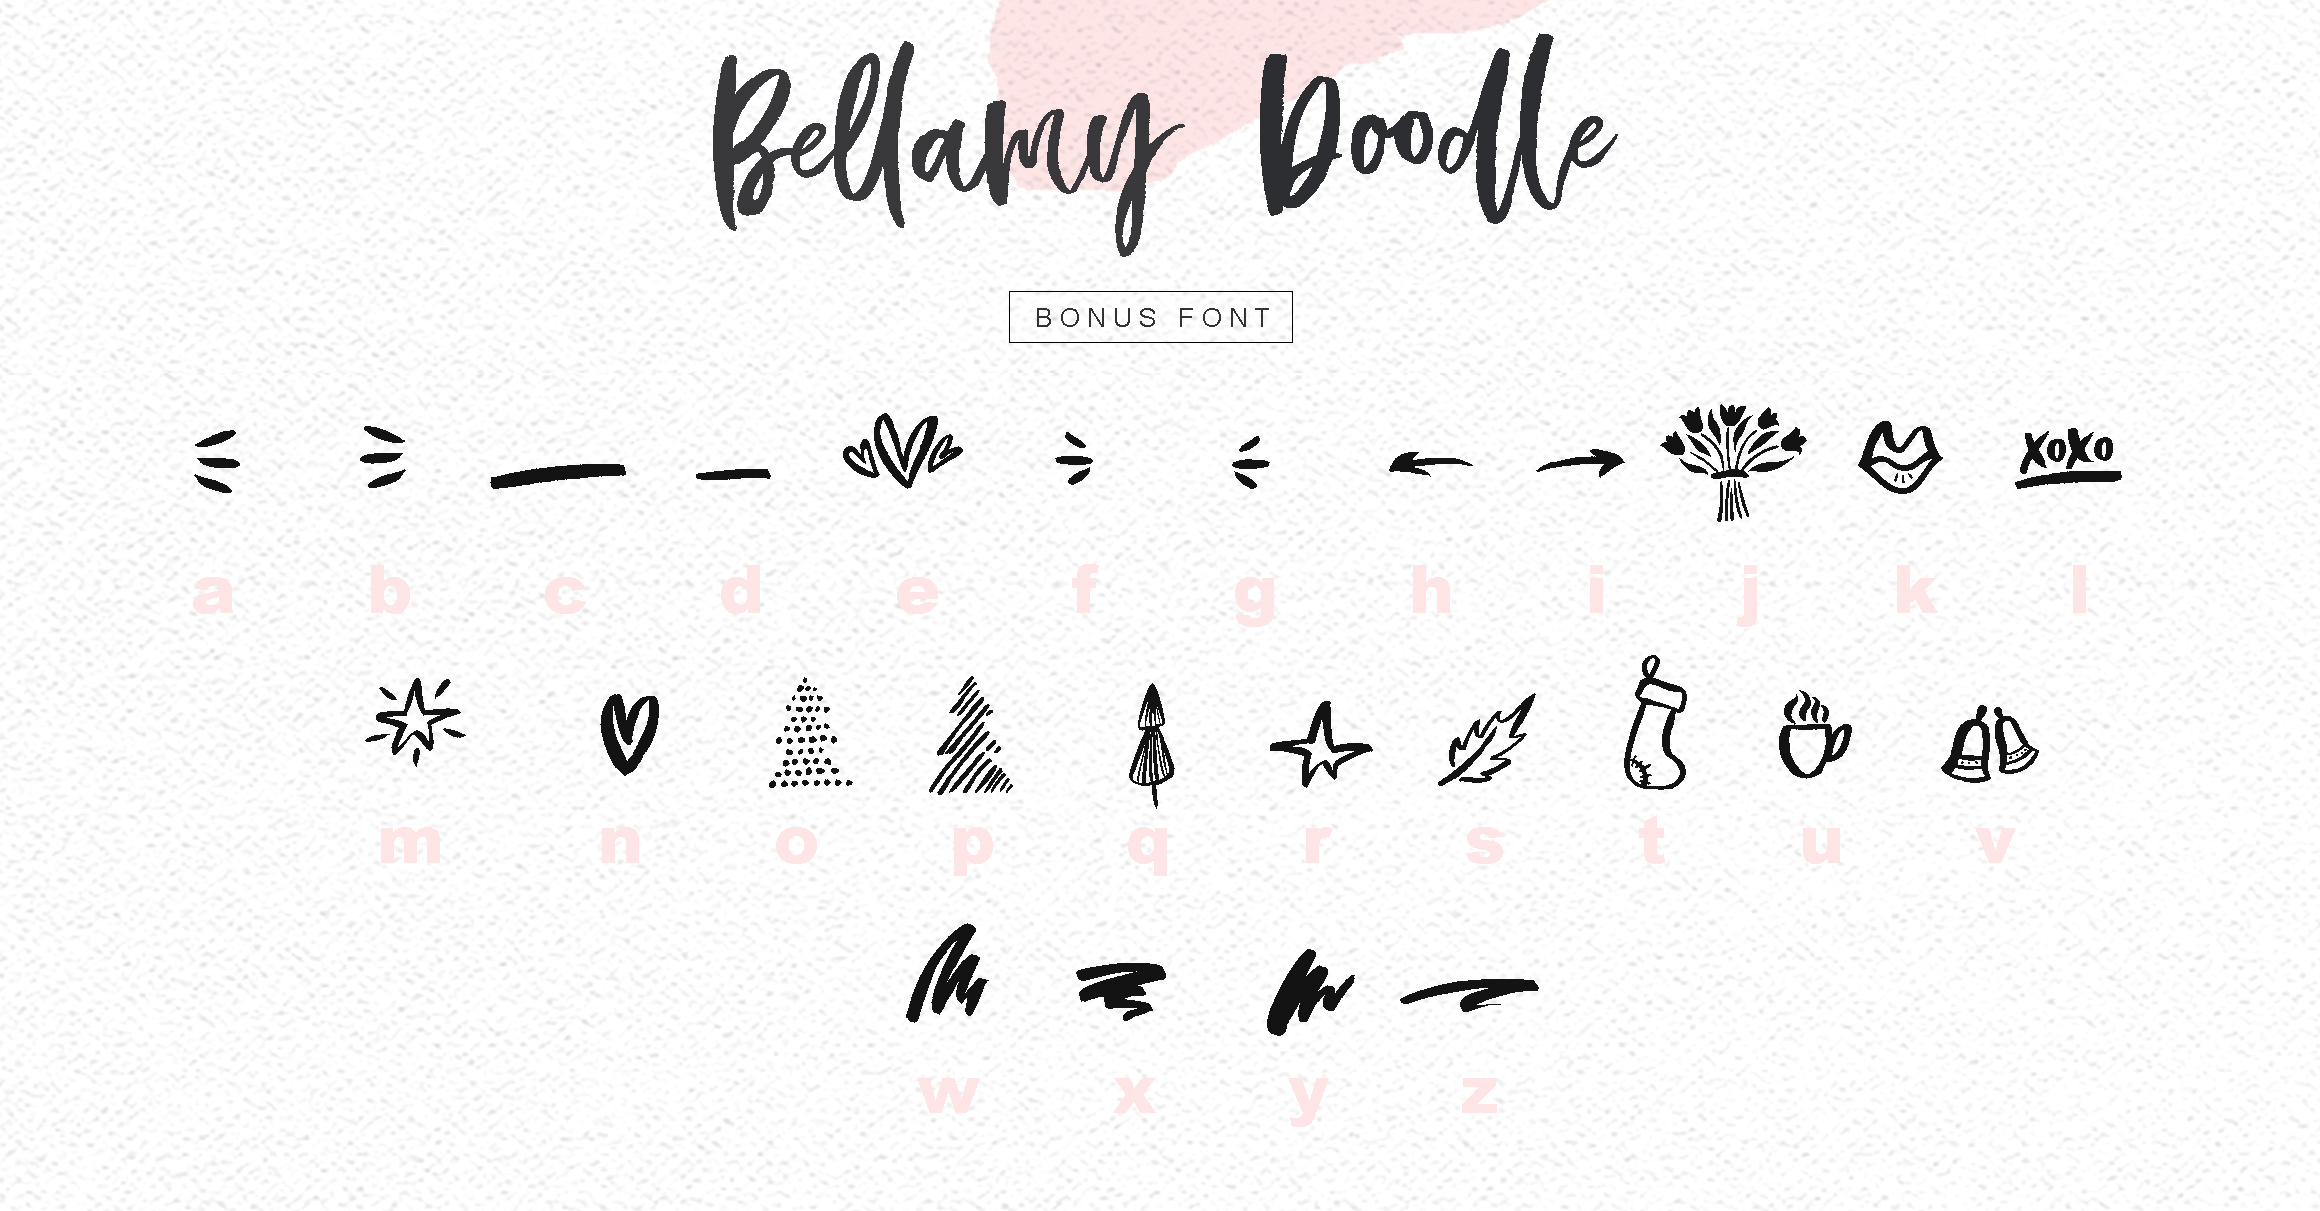 Bellamy Doodle
BONUS FONT
XOXO
a b c d e f g h i j k l
m n o p q r s t u v
w x y z